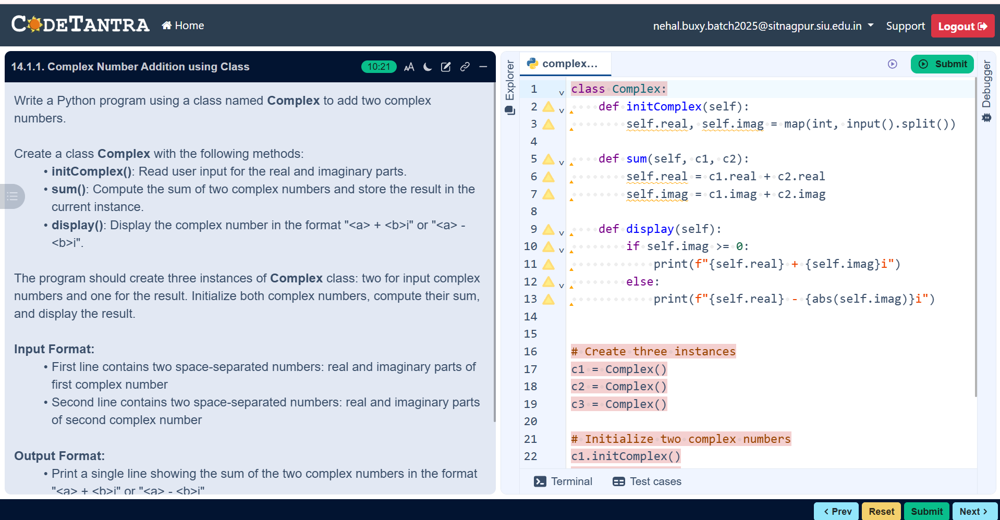 CODETANTRA
Home
nehal.buxy.batch2025@sitnagpur.siu.edu.in
Support
Logout
14.1.1. Complex Number Addition using Class
10:21
AA
Write a Python program using a class named Complex to add two complex
numbers.
Create a class Complex with the following methods:
• initComplex(): Read user input for the real and imaginary parts.
• sum(): Compute the sum of two complex numbers and store the result in the
current instance.
• display(): Display the complex number in the format "<a> + <b>i" or "<a> -
<b>i".
The program should create three instances of Complex class: two for input complex
numbers and one for the result. Initialize both complex numbers, compute their sum,
and display the result.
Input Format:
• First line contains two space-separated numbers: real and imaginary parts of
first complex number
• Second line contains two space-separated numbers: real and imaginary parts
of second complex number
Output Format:
• Print a single line showing the sum of the two complex numbers in the format
"<a> + <b>i" or "<a> - <b>i"
Explorer
complex...
Submit
Debugger
1 class Complex:
2     def initComplex(self):
3         self.real, self.imag = map(int, input().split())
4
5     def sum(self, c1, c2):
6         self.real = c1.real + c2.real
7         self.imag = c1.imag + c2.imag
8
9     def display(self):
10         if self.imag >= 0:
11             print(f"{self.real} + {self.imag}i")
12         else:
13             print(f"{self.real} - {abs(self.imag)}i")
14
15
16 # Create three instances
17 c1 = Complex()
18 c2 = Complex()
19 c3 = Complex()
20
21 # Initialize two complex numbers
22 c1.initComplex()
Terminal
Test cases
Prev
Reset
Submit
Next